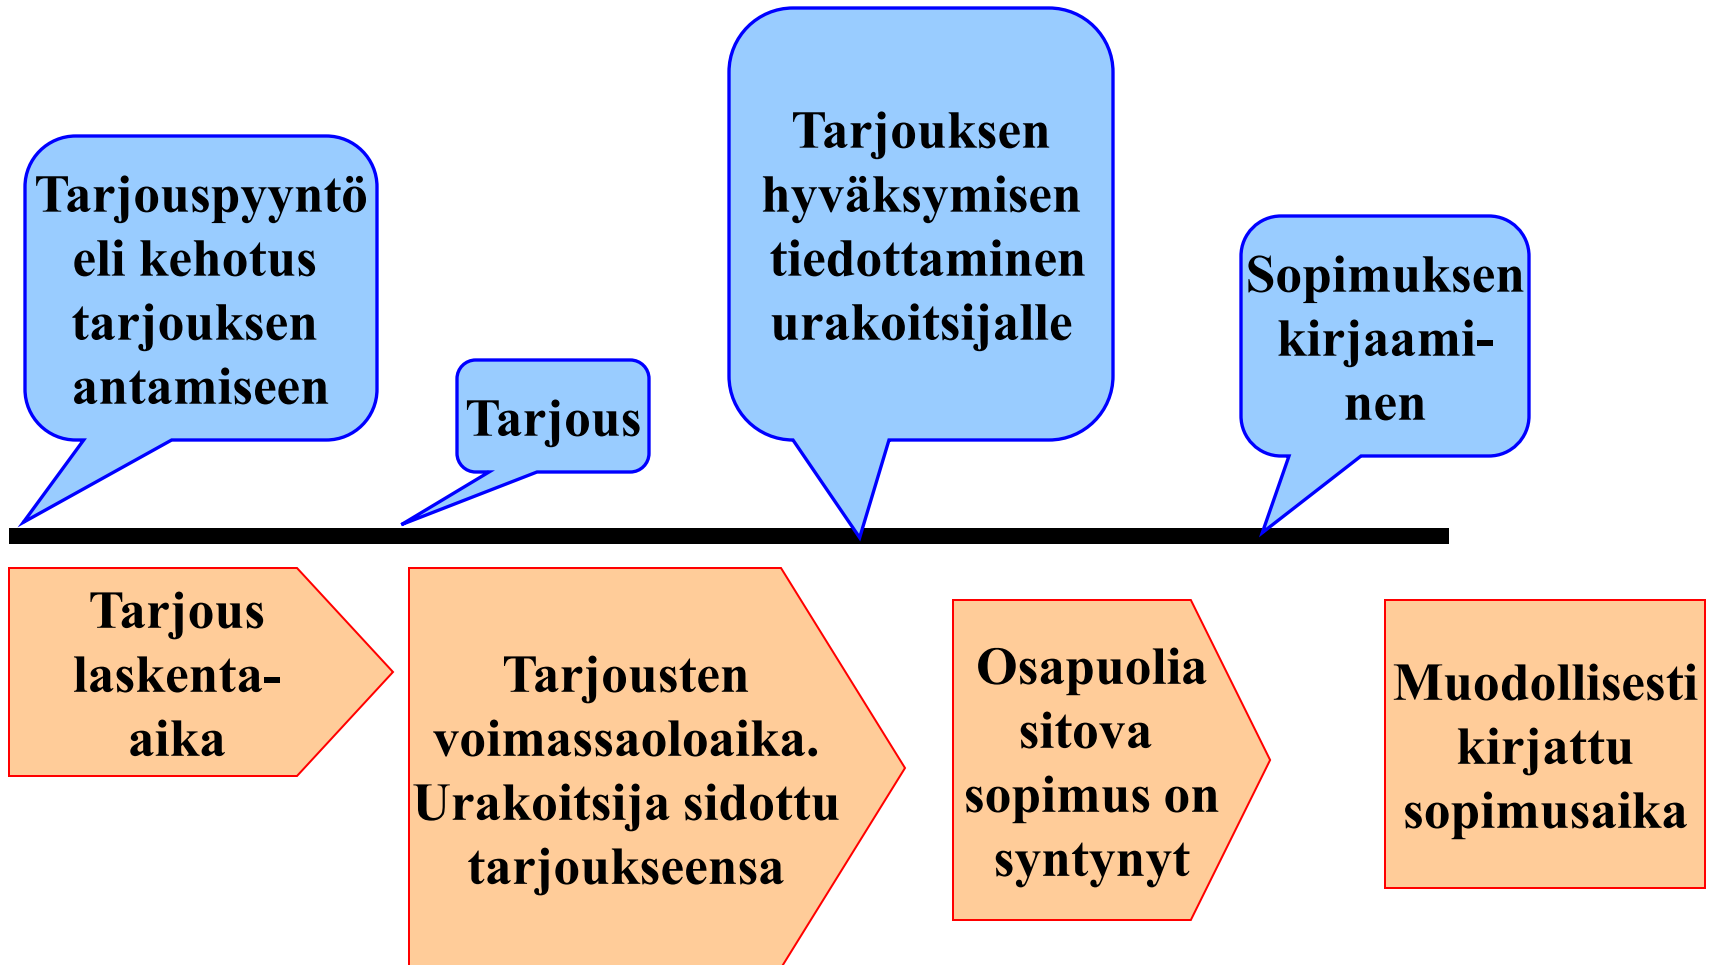 Tarjouspyyntö
eli kehotus
tarjouksen
antamiseen
Tarjous
Tarjouksen
hyväksymisen
tiedottaminen
urakoitsijalle
Sopimuksen
kirjaami-
nen
Tarjous
laskenta-
aika
Tarjousten
voimassaoloaika.
Urakoitsija sidottu
tarjoukseensa
Osapuolia
sitova
sopimus on
syntynyt
Muodollisesti
kirjattu
sopimusaika